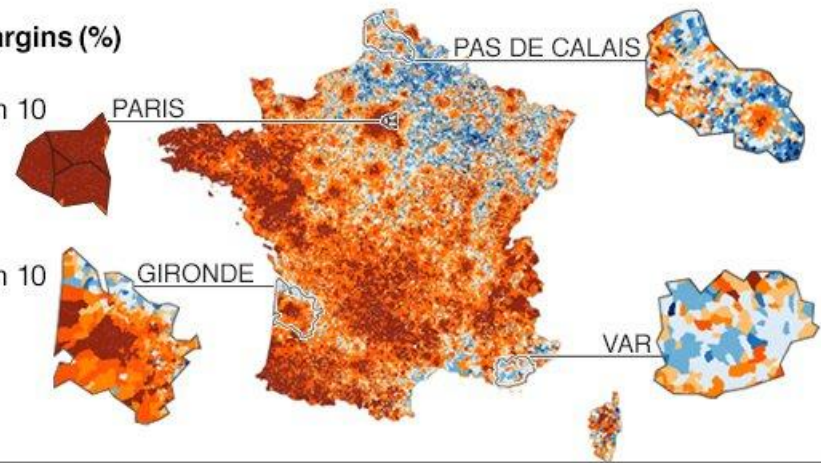 argins (%)
PAS DE CALAIS
n 10
PARIS
n 10
GIRONDE
VAR